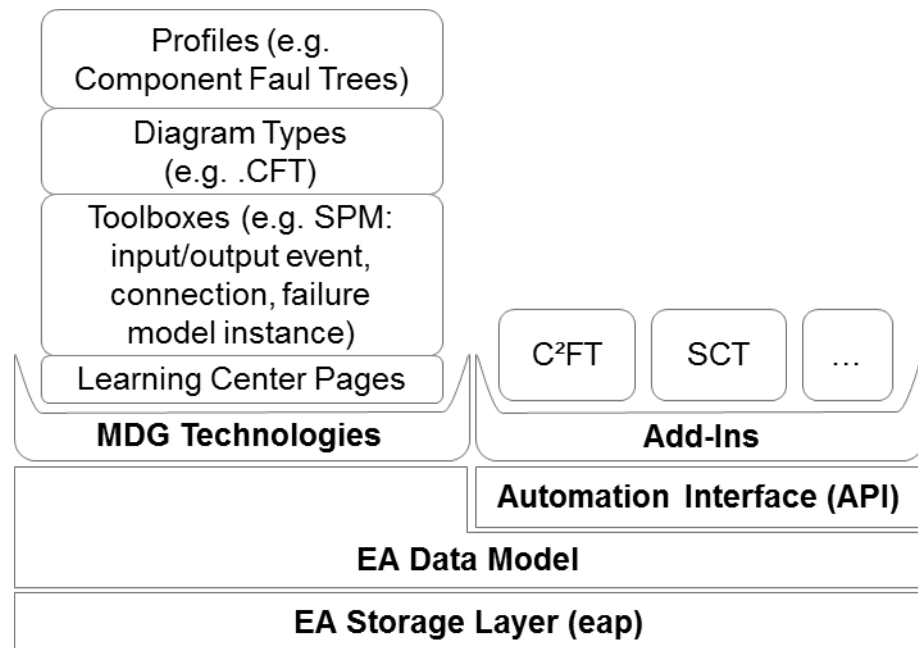 Profiles (e.g.
Component Faul Trees)
Diagram Types
(e.g. .CFT)
Toolboxes (e.g. SPM:
input/output event,
connection, failure
model instance)
Learning Center Pages
MDG Technologies
C²FT
SCT
...
Add-Ins
Automation Interface (API)
EA Data Model
EA Storage Layer (eap)